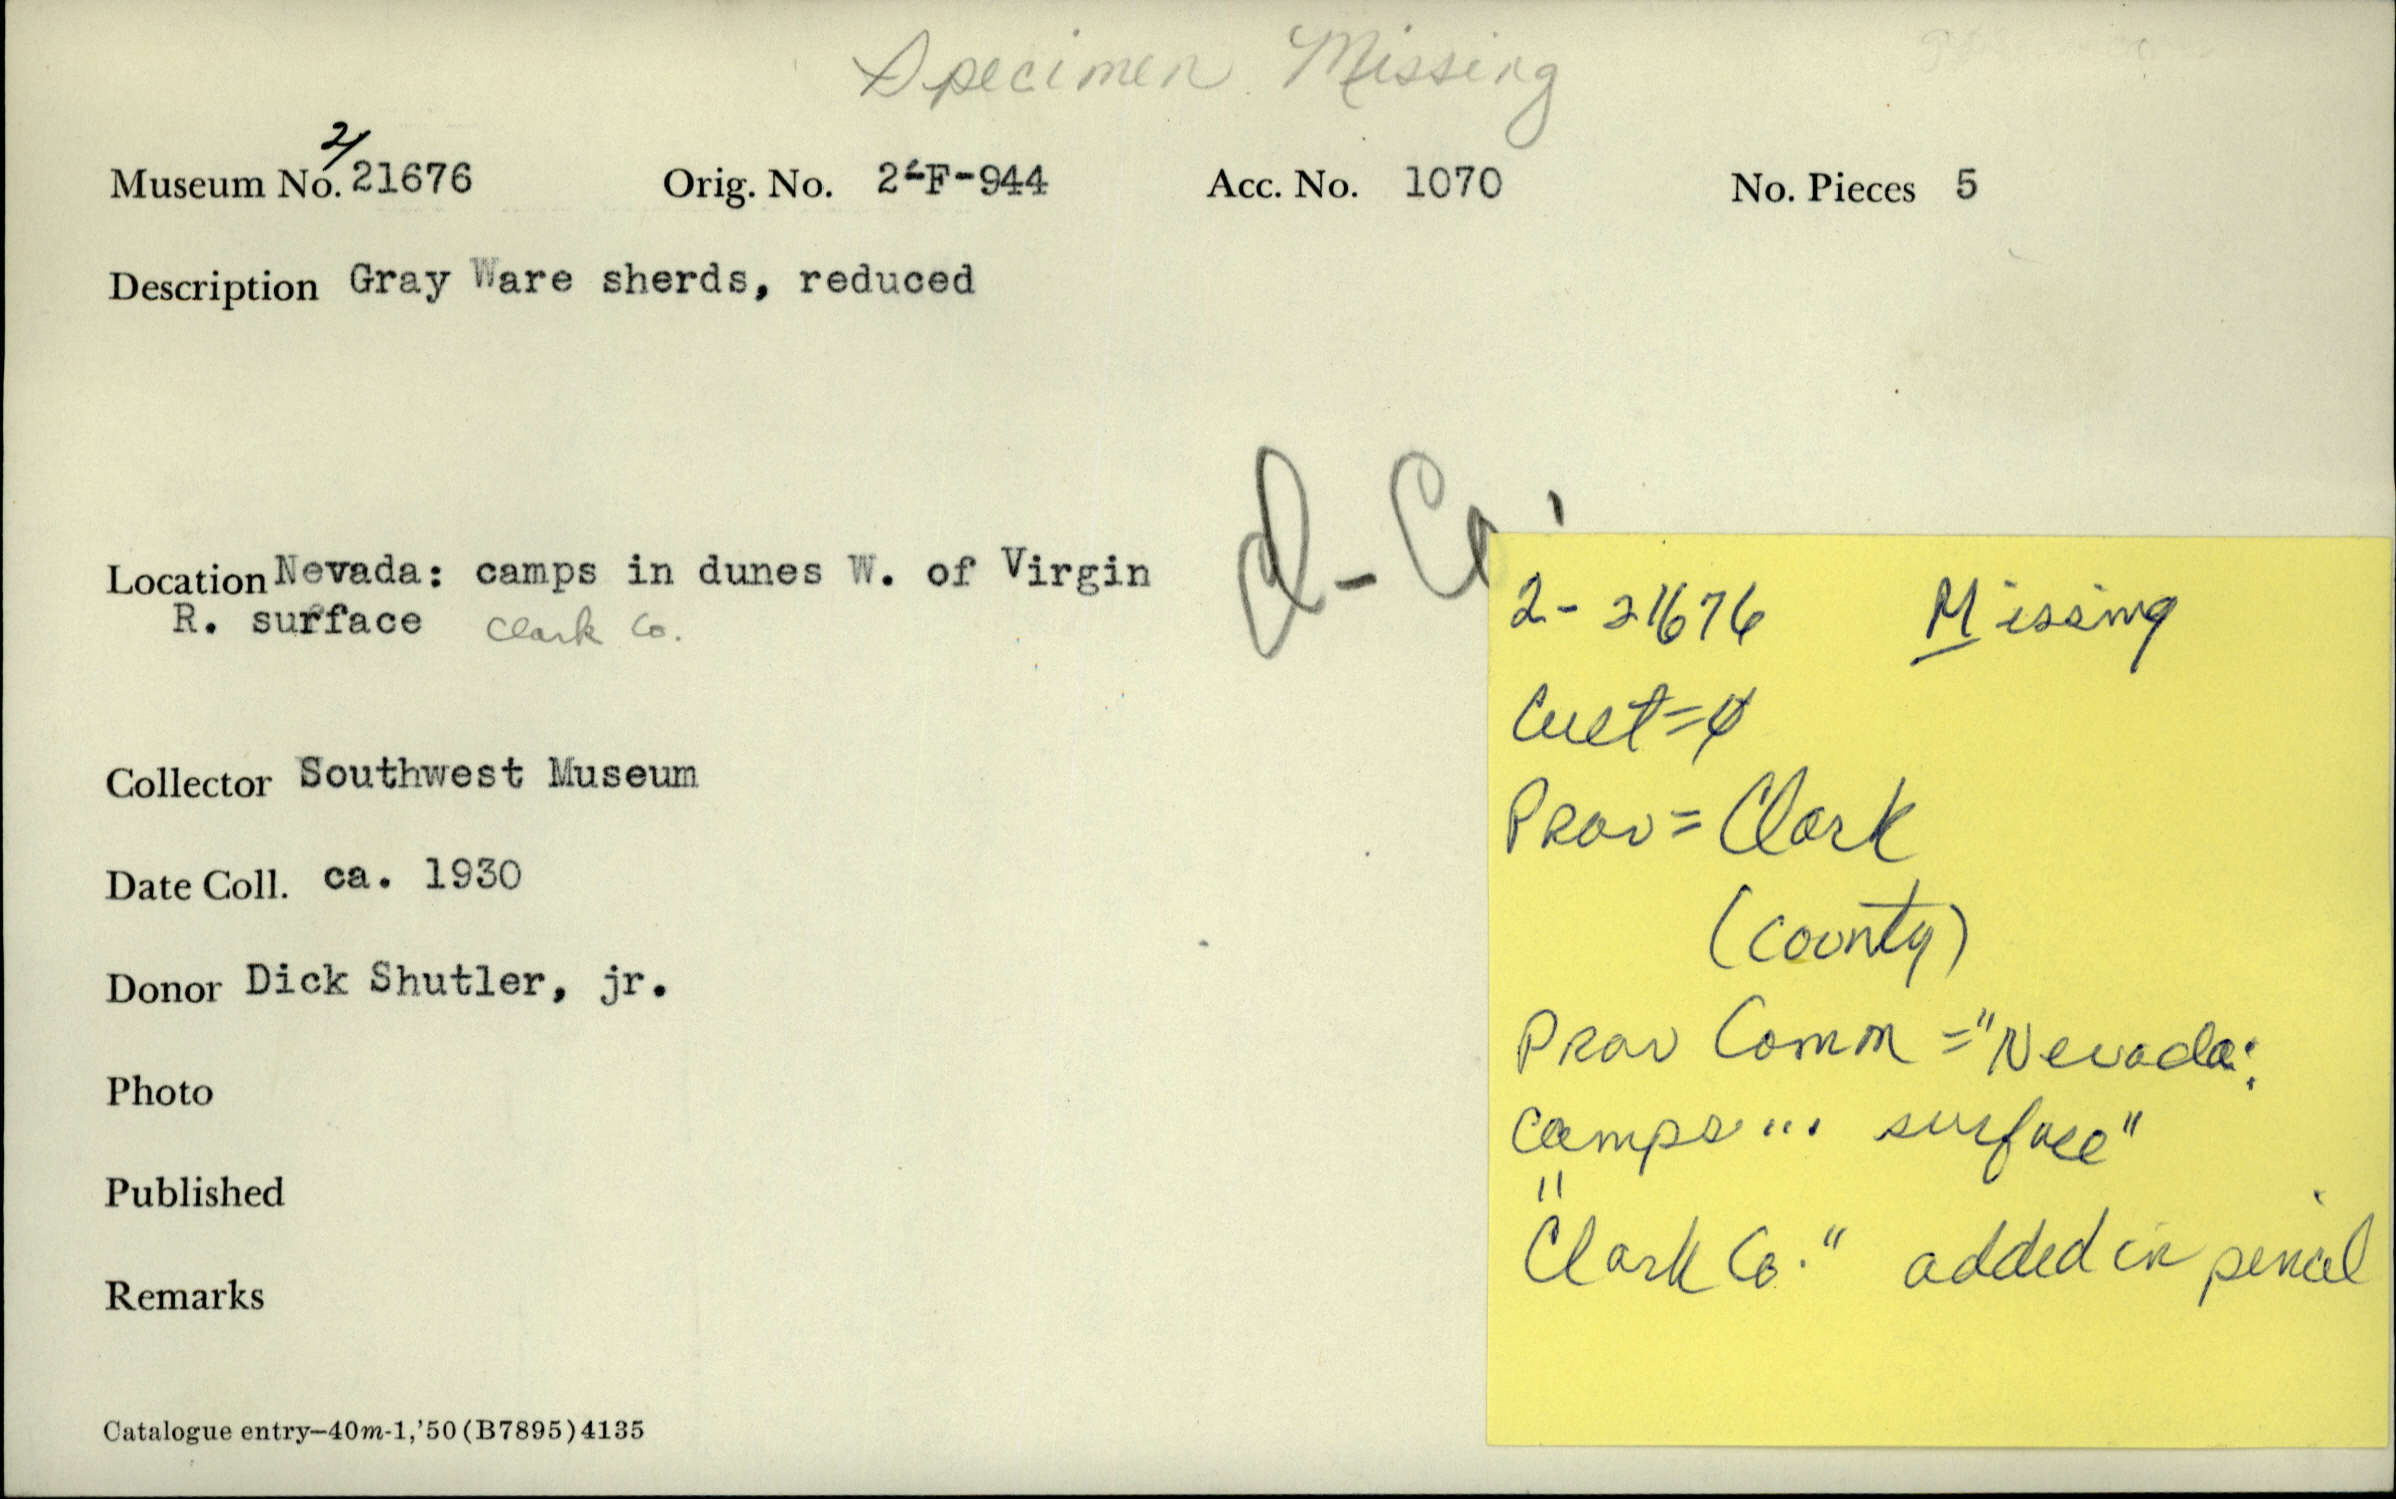 Specimen Missing
Museum No. 2/21676 Orig. No. 2-F-944 Acc. No. 1070 No. Pieces 5
Description Gray Ware sherds, reduced
Location Nevada: camps in dunes W. of Virgin
R. surface Clark Co.
Collector Southwest Museum
Date Coll. ca. 1930
Donor Dick Shutler, jr.
Photo
Published
Remarks
Catalogue entry—40m-1,'50(B7895)4135
2-21676 Missing
Cult=
Prov=Clark
(county)
Prov Comm="Nevada:
camps... surface"
"Clark Co." added in pencil